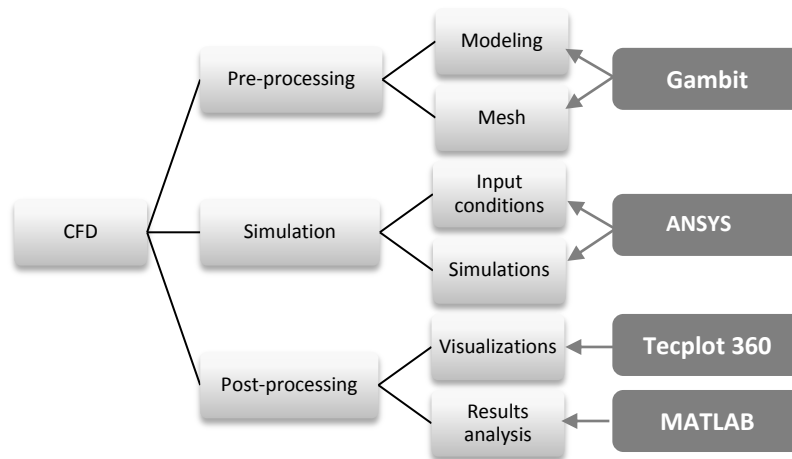 Modeling
Gambit
Pre-processing
Mesh
Input
conditions
ANSYS
CFD
Simulation
Simulations
Visualizations
Tecplot 360
Post-processing
Results
analysis
MATLAB